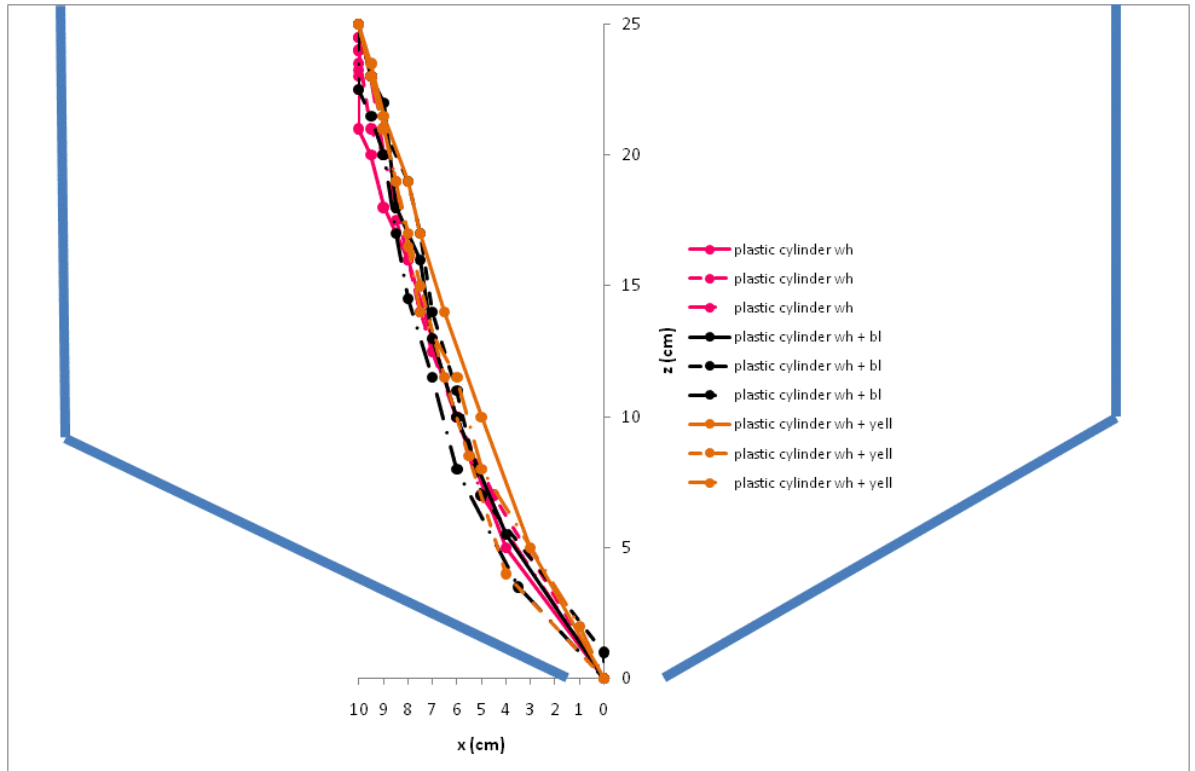 25
20
15
10
5
0
z (cm)
plastic cylinder wh
plastic cylinder wh
plastic cylinder wh
plastic cylinder wh + bl
plastic cylinder wh + bl
plastic cylinder wh + bl
plastic cylinder wh + yell
plastic cylinder wh + yell
plastic cylinder wh + yell
10 9 8 7 6 5 4 3 2 1 0
x (cm)